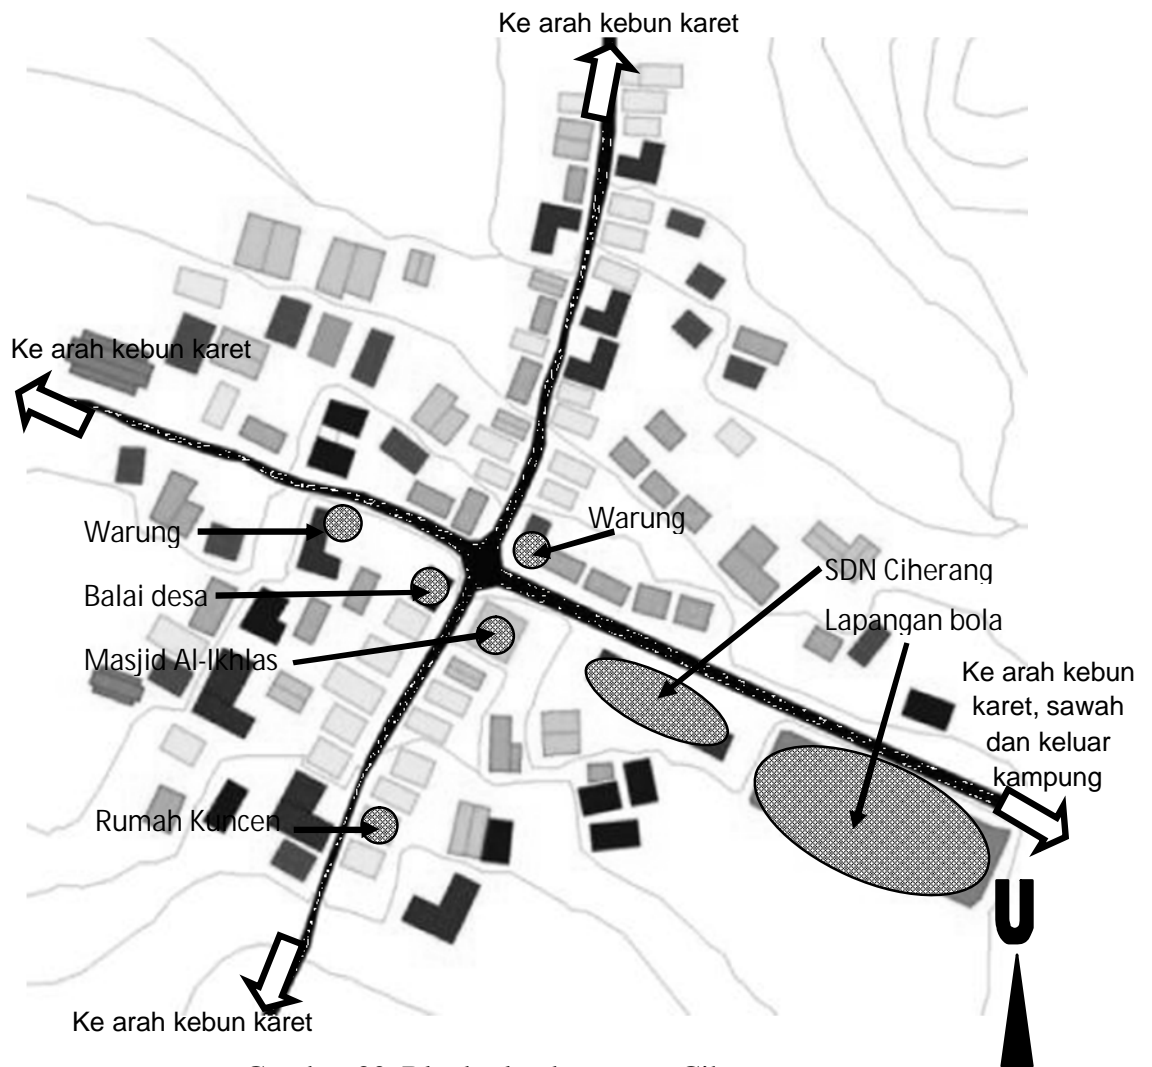 Ke arah kebun karet
Ke arah kebun karet
Warung
Warung
SDN Ciherang
Balai desa
Lapangan bola
Masjid Al-Ikhlas
Ke arah kebun
karet, sawah
dan keluar
kampung
Rumah Kuncen
U
Ke arah kebun karet